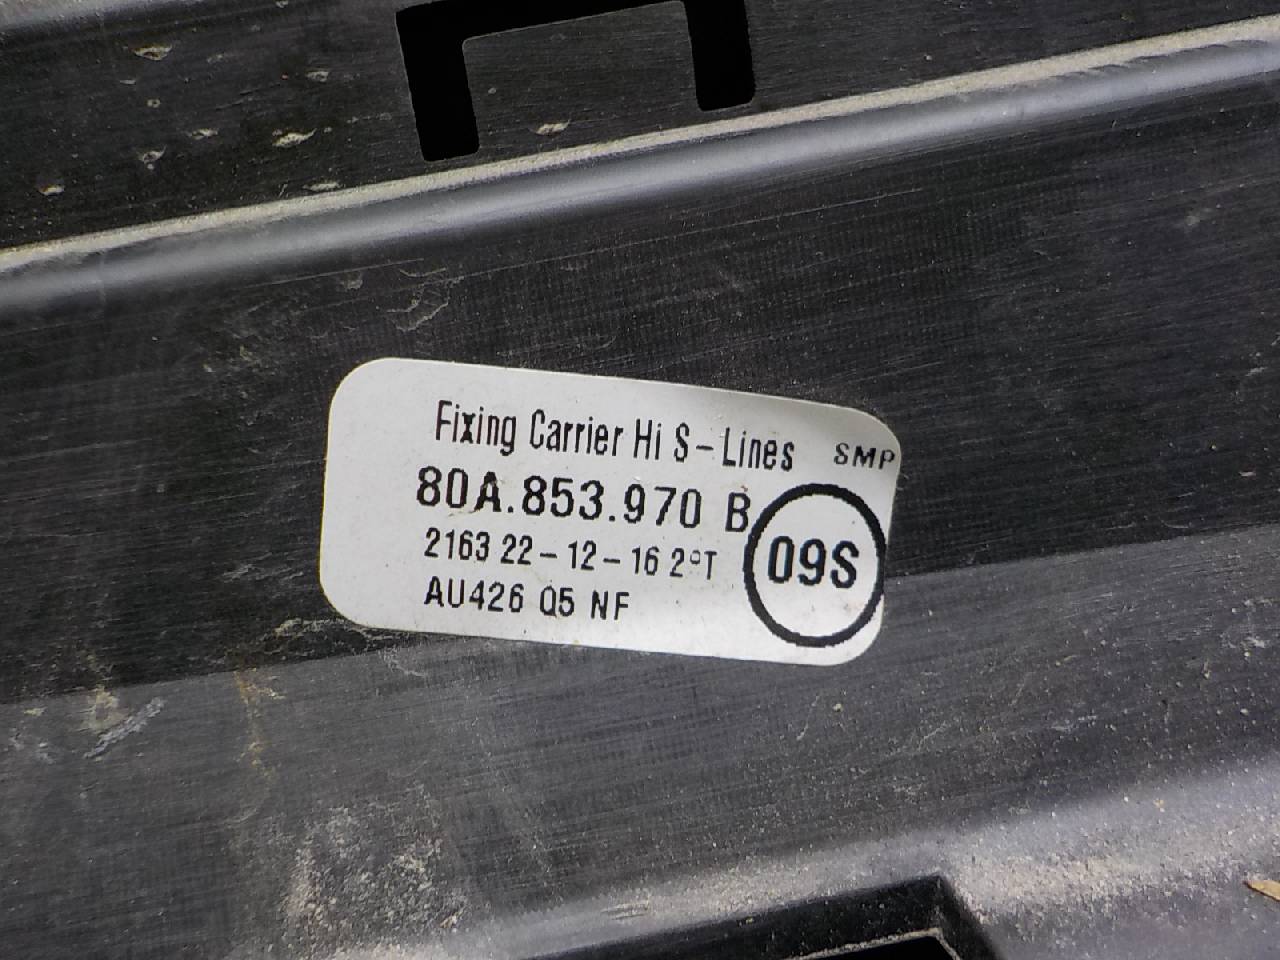 Fixing Carrier Hi S-Lines SMP
80A.853.970 B
2163 22-12-16 2°T
AU426 Q5 NF
09S